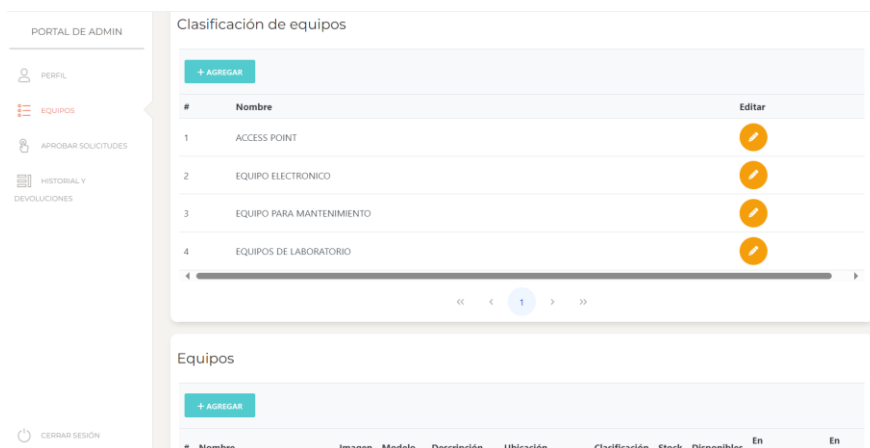 PORTAL DE ADMIN
PERFIL
EQUIPOS
APROBAR SOLICITUDES
HISTORIAL Y
DEVOLUCIONES
CERRAR SESIÓN
Clasificación de equipos
+ AGREGAR
# Nombre Editar
1 ACCESS POINT
2 EQUIPO ELECTRONICO
3 EQUIPO PARA MANTENIMIENTO
4 EQUIPOS DE LABORATORIO
« ‹ 1 › »
Equipos
+ AGREGAR
# Nombre Imagen Modelo Descripción Ubicación Clasificación Stock Disponibles En En